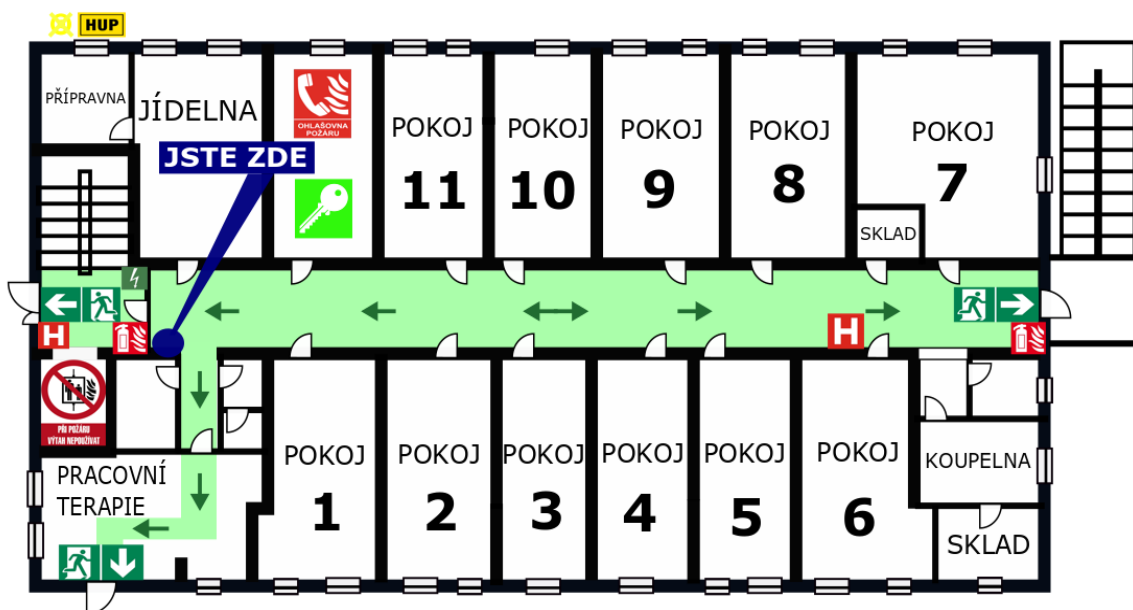 HUP
PŘÍPRAVNA
JÍDELNA
OHLAŠOVNA
POŽÁRU
JSTE ZDE
POKOJ
11
POKOJ
10
POKOJ
9
POKOJ
8
POKOJ
7
SKLAD
H
H
PŘI POŽÁRU
VÝTAH NEPOUŽÍVAT
PRACOVNÍ
TERAPIE
POKOJ
1
POKOJ
2
POKOJ
3
POKOJ
4
POKOJ
5
POKOJ
6
KOUPELNA
SKLAD